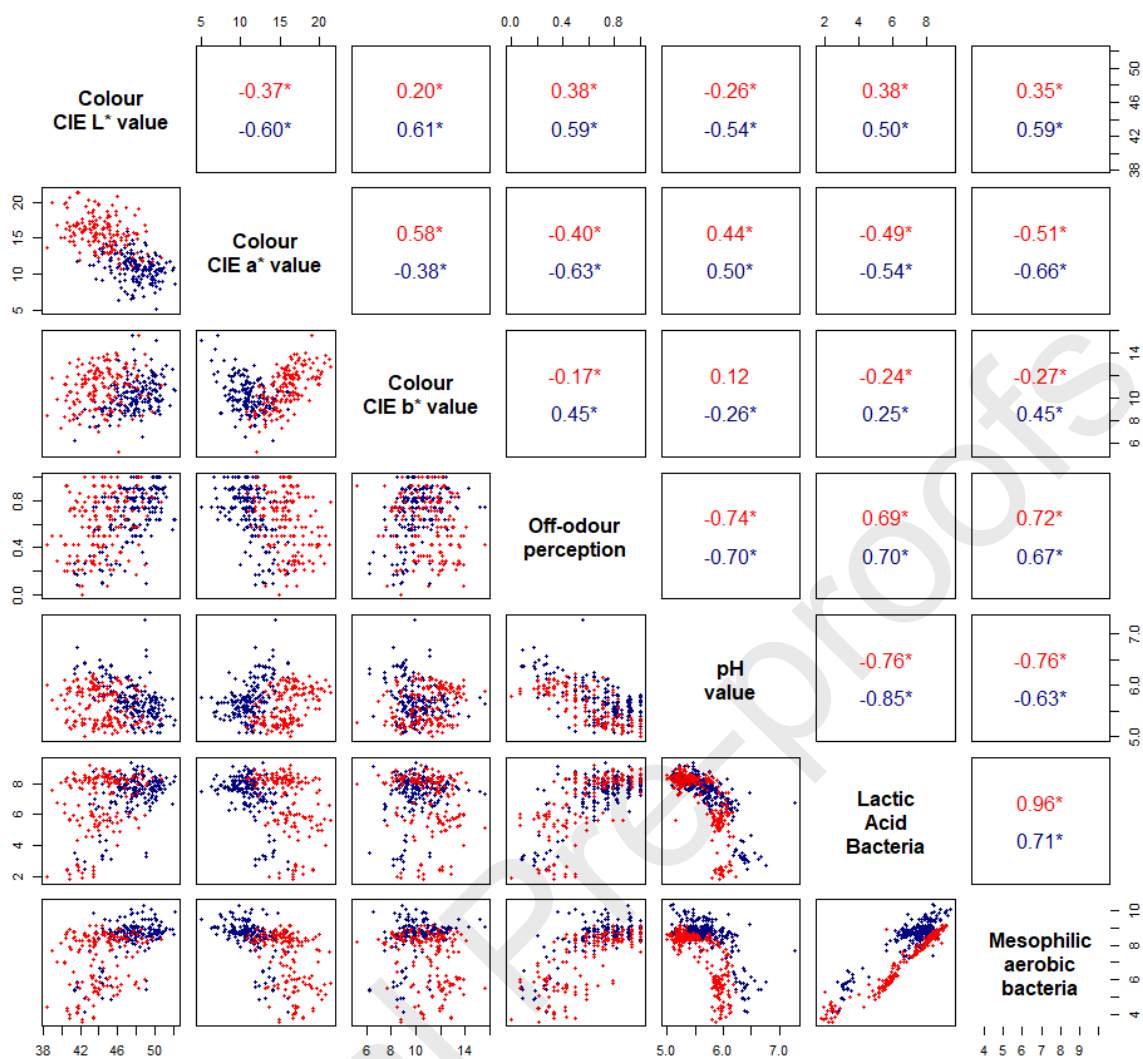 5 10 15 20 0.0 0.4 0.8 2 4 6 8
Colour
CIE L* value
-0.37* 0.20* 0.38* -0.26* 0.38* 0.35*
-0.60* 0.61* 0.59* -0.54* 0.50* 0.59*
38 42 46 50
5 10 15 20
Colour
CIE a* value
0.58* -0.40* 0.44* -0.49* -0.51*
-0.38* -0.63* 0.50* -0.54* -0.66*
Colour
CIE b* value
-0.17* 0.12 -0.24* -0.27*
0.45* -0.26* 0.25* 0.45*
6 8 10 14
0.0 0.4 0.8
Off-odour
perception
-0.74* 0.69* 0.72*
-0.70* 0.70* 0.67*
pH
value
-0.76* -0.76*
-0.85* -0.63*
5.0 6.0 7.0
2 4 6 8
Lactic
Acid
Bacteria
0.96*
0.71*
Mesophilic
aerobic
bacteria
4 6 8 10
38 42 46 50 6 8 10 14 5.0 6.0 7.0 4 5 6 7 8 9
Pre-proofs